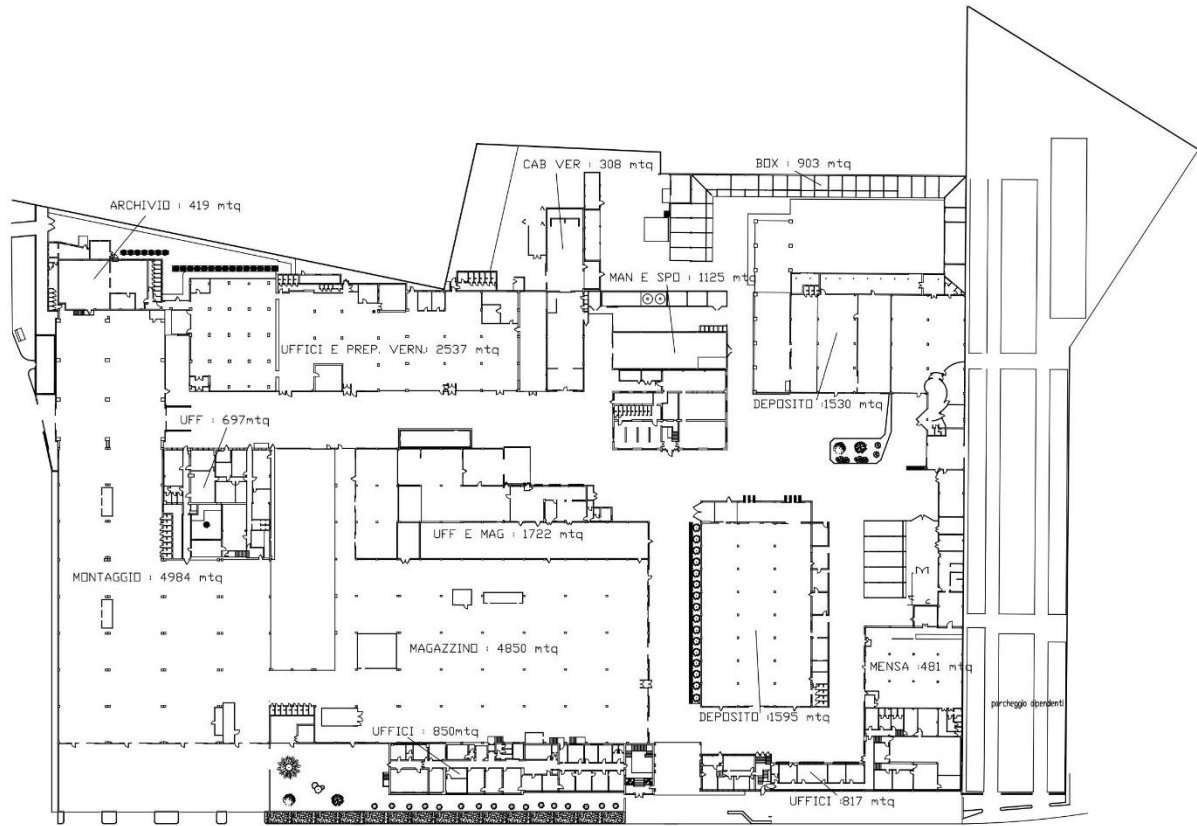 CAB VER : 308 mtq
BOX : 903 mtq
ARCHIVIO : 419 mtq
MAN E SPO : 1125 mtq
UFFICI E PREP. VERN.: 2537 mtq
DEPOSITO :1530 mtq
UFF : 697mtq
UFF E MAG : 1722 mtq
MONTAGGIO : 4984 mtq
MAGAZZINO : 4850 mtq
MENSA :481 mtq
parcheggio dipendenti
DEPOSITO :1595 mtq
UFFICI : 850mtq
UFFICI :817 mtq